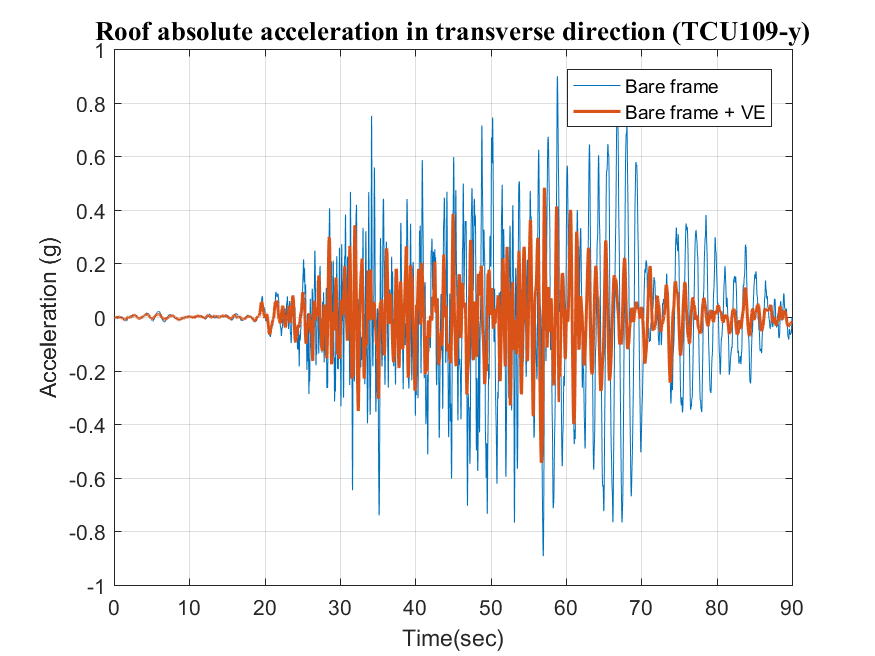 Roof absolute acceleration in transverse direction (TCU109-y)
Bare frame
Bare frame + VE
1
0.8
0.6
0.4
0.2
0
-0.2
-0.4
-0.6
-0.8
-1
Acceleration (g)
0 10 20 30 40 50 60 70 80 90
Time(sec)